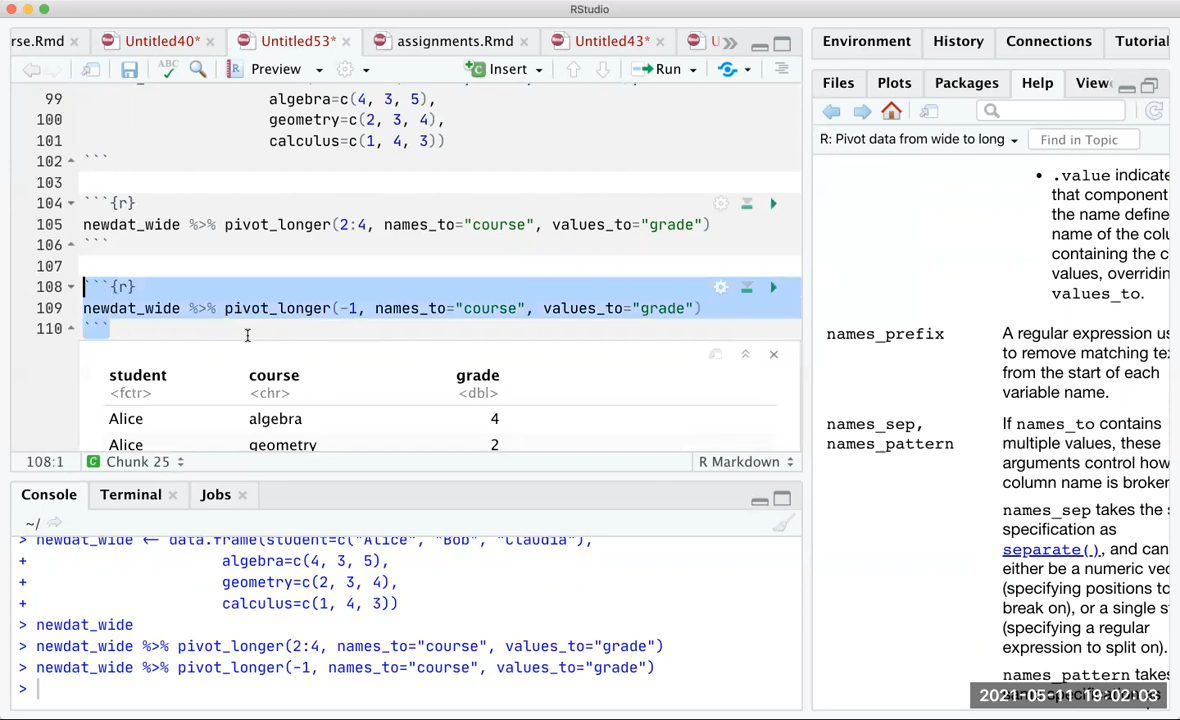 RStudio
rse.Rmd
Untitled40*
Untitled53*
assignments.Rmd
Untitled43*
U
ABC
Preview
Insert
Run
99 algebra=c(4, 3, 5),
100 geometry=c(2, 3, 4),
101 calculus=c(1, 4, 3))
102 ```
103
104 ```{r}
105 newdat_wide %>% pivot_longer(2:4, names_to="course", values_to="grade")
106 ```
107
108 ```{r}
109 newdat_wide %>% pivot_longer(-1, names_to="course", values_to="grade")
110 ```
student course grade
<fctr> <chr> <dbl>
Alice algebra 4
Alice geometry 2
108:1 Chunk 25 R Markdown
Console Terminal Jobs
~/
> newdat_wide <- data.frame(student=c("Alice", "Bob", "Claudia"),
+ algebra=c(4, 3, 5),
+ geometry=c(2, 3, 4),
+ calculus=c(1, 4, 3))
> newdat_wide
> newdat_wide %>% pivot_longer(2:4, names_to="course", values_to="grade")
> newdat_wide %>% pivot_longer(-1, names_to="course", values_to="grade")
>
Environment History Connections Tutorial
Files Plots Packages Help View
R: Pivot data from wide to long
Find in Topic
• .value indicate
that component
the name define
name of the colu
containing the c
values, overridin
values_to.
names_prefix
A regular expression us
to remove matching tex
from the start of each
variable name.
names_sep,
names_pattern
If names_to contains
multiple values, these
arguments control how
column name is broken
names_sep takes the s
specification as
separate(), and can
either be a numeric vec
(specifying positions to
break on), or a single st
(specifying a regular
expression to split on).
names_pattern takes
2021-05-11 19:02:03